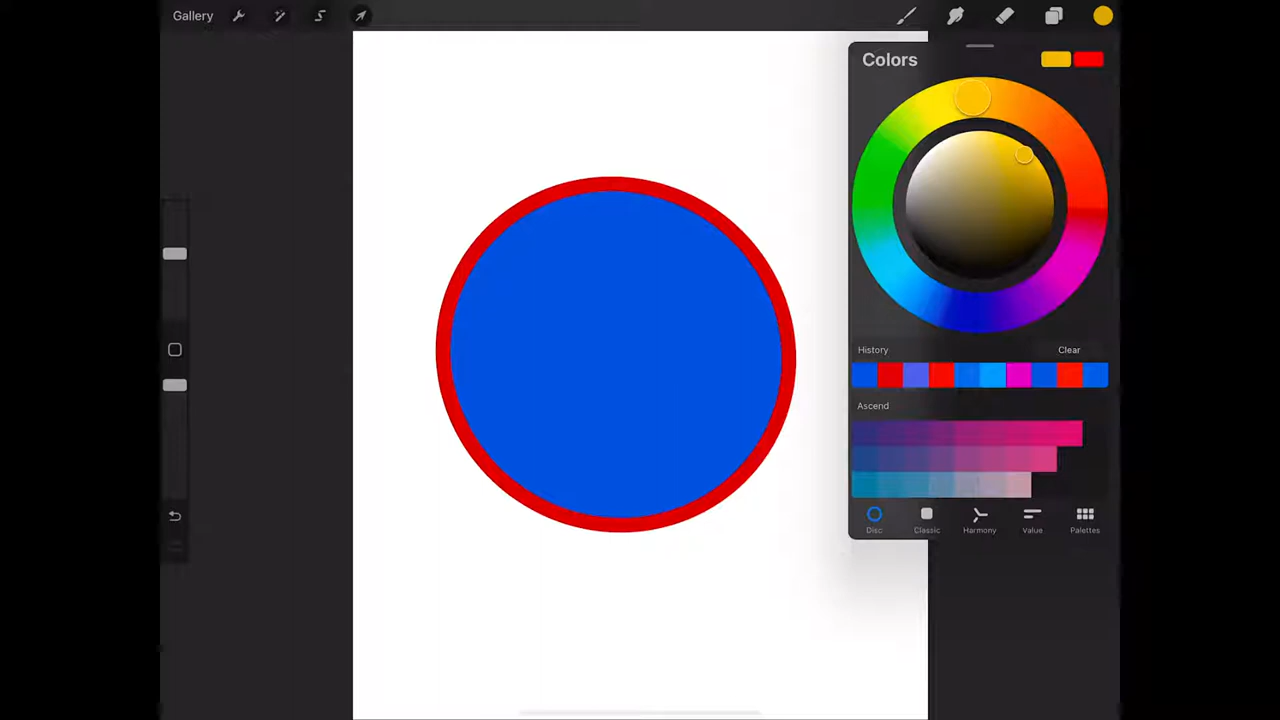 Gallery
Colors
History Clear
Ascend
Disc Classic Harmony Value Palettes